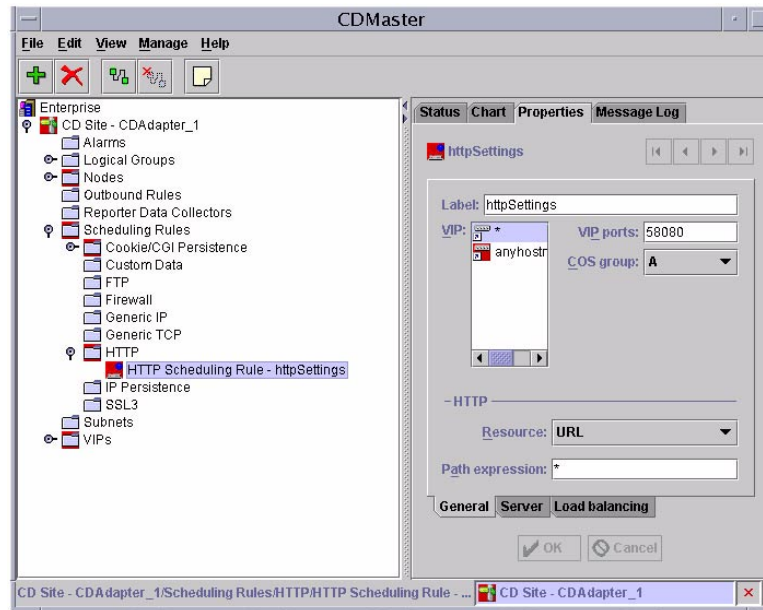 CDMaster
File Edit View Manage Help
Enterprise
CD Site - CDAdapter_1
Alarms
Logical Groups
Nodes
Outbound Rules
Reporter Data Collectors
Scheduling Rules
Cookie/CGI Persistence
Custom Data
FTP
Firewall
Generic IP
Generic TCP
HTTP
HTTP Scheduling Rule - httpSettings
IP Persistence
SSL3
Subnets
VIPs
Status Chart Properties Message Log
httpSettings
Label: httpSettings
VIP: * VIP ports: 58080
anyhostr COS group: A
HTTP
Resource: URL
Path expression: *
General Server Load balancing
OK Cancel
CD Site - CDAdapter_1/Scheduling Rules/HTTP/HTTP Scheduling Rule - ... CD Site - CDAdapter_1